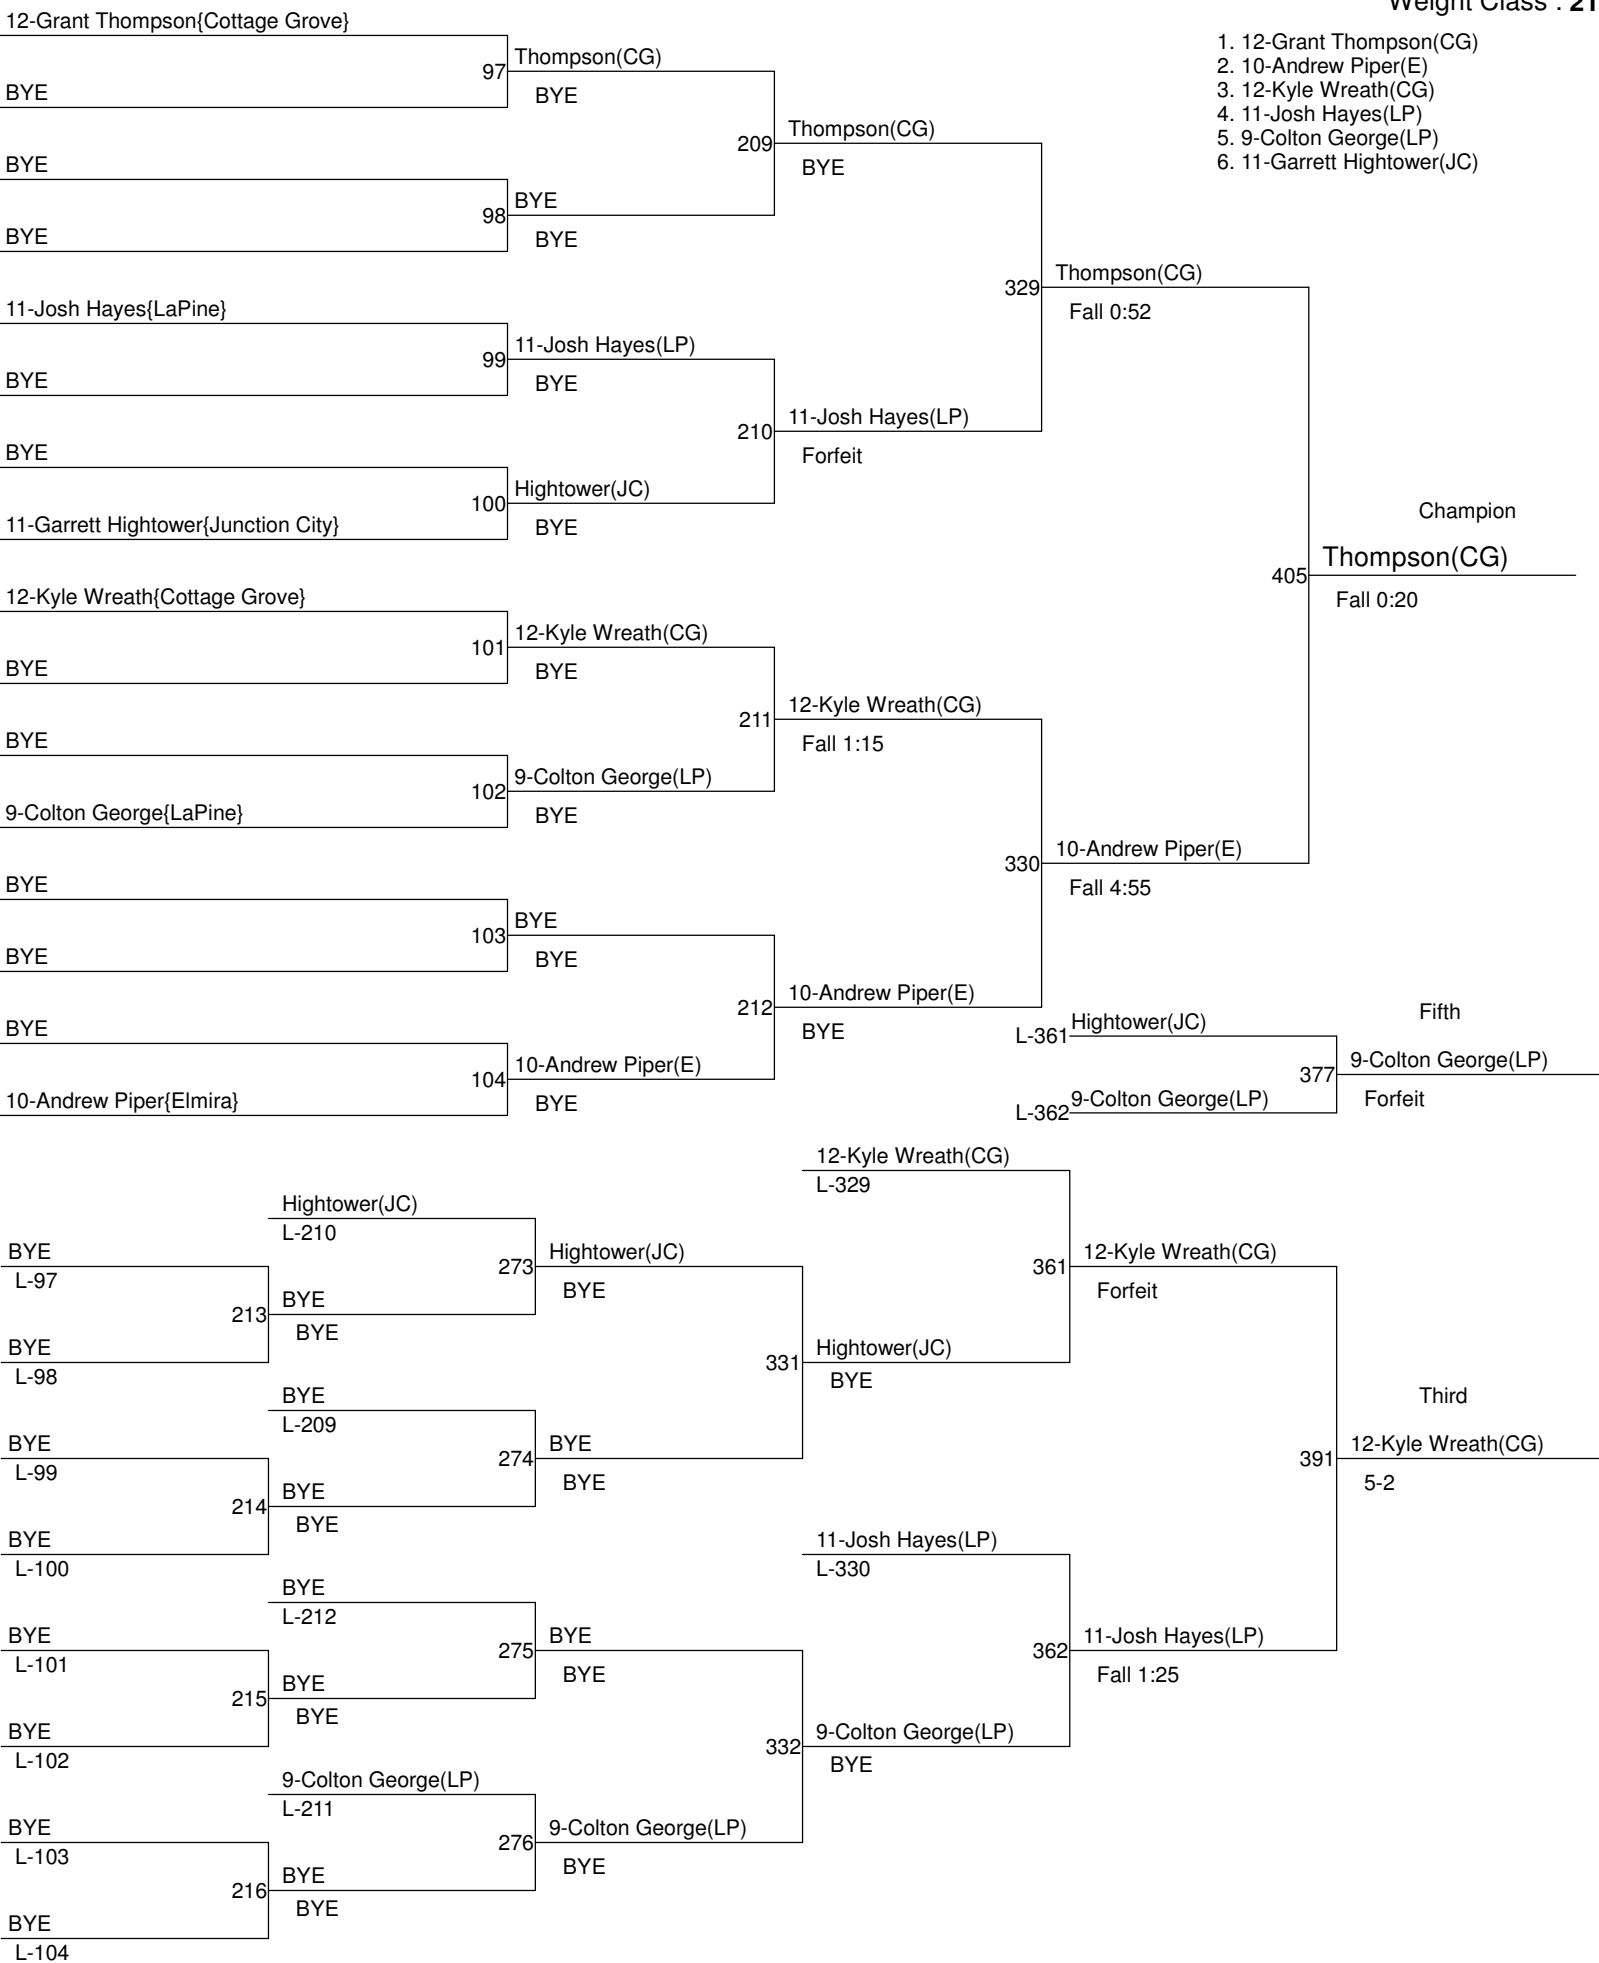 Weight Class : 21
1. 12-Grant Thompson(CG)
2. 10-Andrew Piper(E)
3. 12-Kyle Wreath(CG)
4. 11-Josh Hayes(LP)
5. 9-Colton George(LP)
6. 11-Garrett Hightower(JC)
12-Grant Thompson{Cottage Grove}
97
Thompson(CG)
BYE
BYE
209
Thompson(CG)
BYE
BYE
98
BYE
BYE
BYE
329
Thompson(CG)
Fall 0:52
11-Josh Hayes{LaPine}
99
11-Josh Hayes(LP)
BYE
BYE
210
11-Josh Hayes(LP)
Forfeit
BYE
100
Hightower(JC)
BYE
11-Garrett Hightower{Junction City}
Champion
405
Thompson(CG)
Fall 0:20
12-Kyle Wreath{Cottage Grove}
101
12-Kyle Wreath(CG)
BYE
BYE
211
12-Kyle Wreath(CG)
Fall 1:15
BYE
102
9-Colton George(LP)
BYE
9-Colton George{LaPine}
330
10-Andrew Piper(E)
Fall 4:55
BYE
103
BYE
BYE
BYE
212
10-Andrew Piper(E)
BYE
BYE
104
10-Andrew Piper(E)
BYE
10-Andrew Piper{Elmira}
Fifth
L-361
Hightower(JC)
377
9-Colton George(LP)
Forfeit
L-362
9-Colton George(LP)
12-Kyle Wreath(CG)
L-329
Hightower(JC)
L-210
BYE
L-97
273
Hightower(JC)
BYE
361
12-Kyle Wreath(CG)
Forfeit
213
BYE
BYE
BYE
L-98
331
Hightower(JC)
BYE
BYE
L-209
Third
BYE
L-99
274
BYE
BYE
391
12-Kyle Wreath(CG)
5-2
214
BYE
BYE
BYE
L-100
11-Josh Hayes(LP)
L-330
BYE
L-212
BYE
L-101
275
BYE
BYE
362
11-Josh Hayes(LP)
Fall 1:25
215
BYE
BYE
BYE
L-102
332
9-Colton George(LP)
BYE
9-Colton George(LP)
L-211
BYE
L-103
276
9-Colton George(LP)
BYE
216
BYE
BYE
BYE
L-104